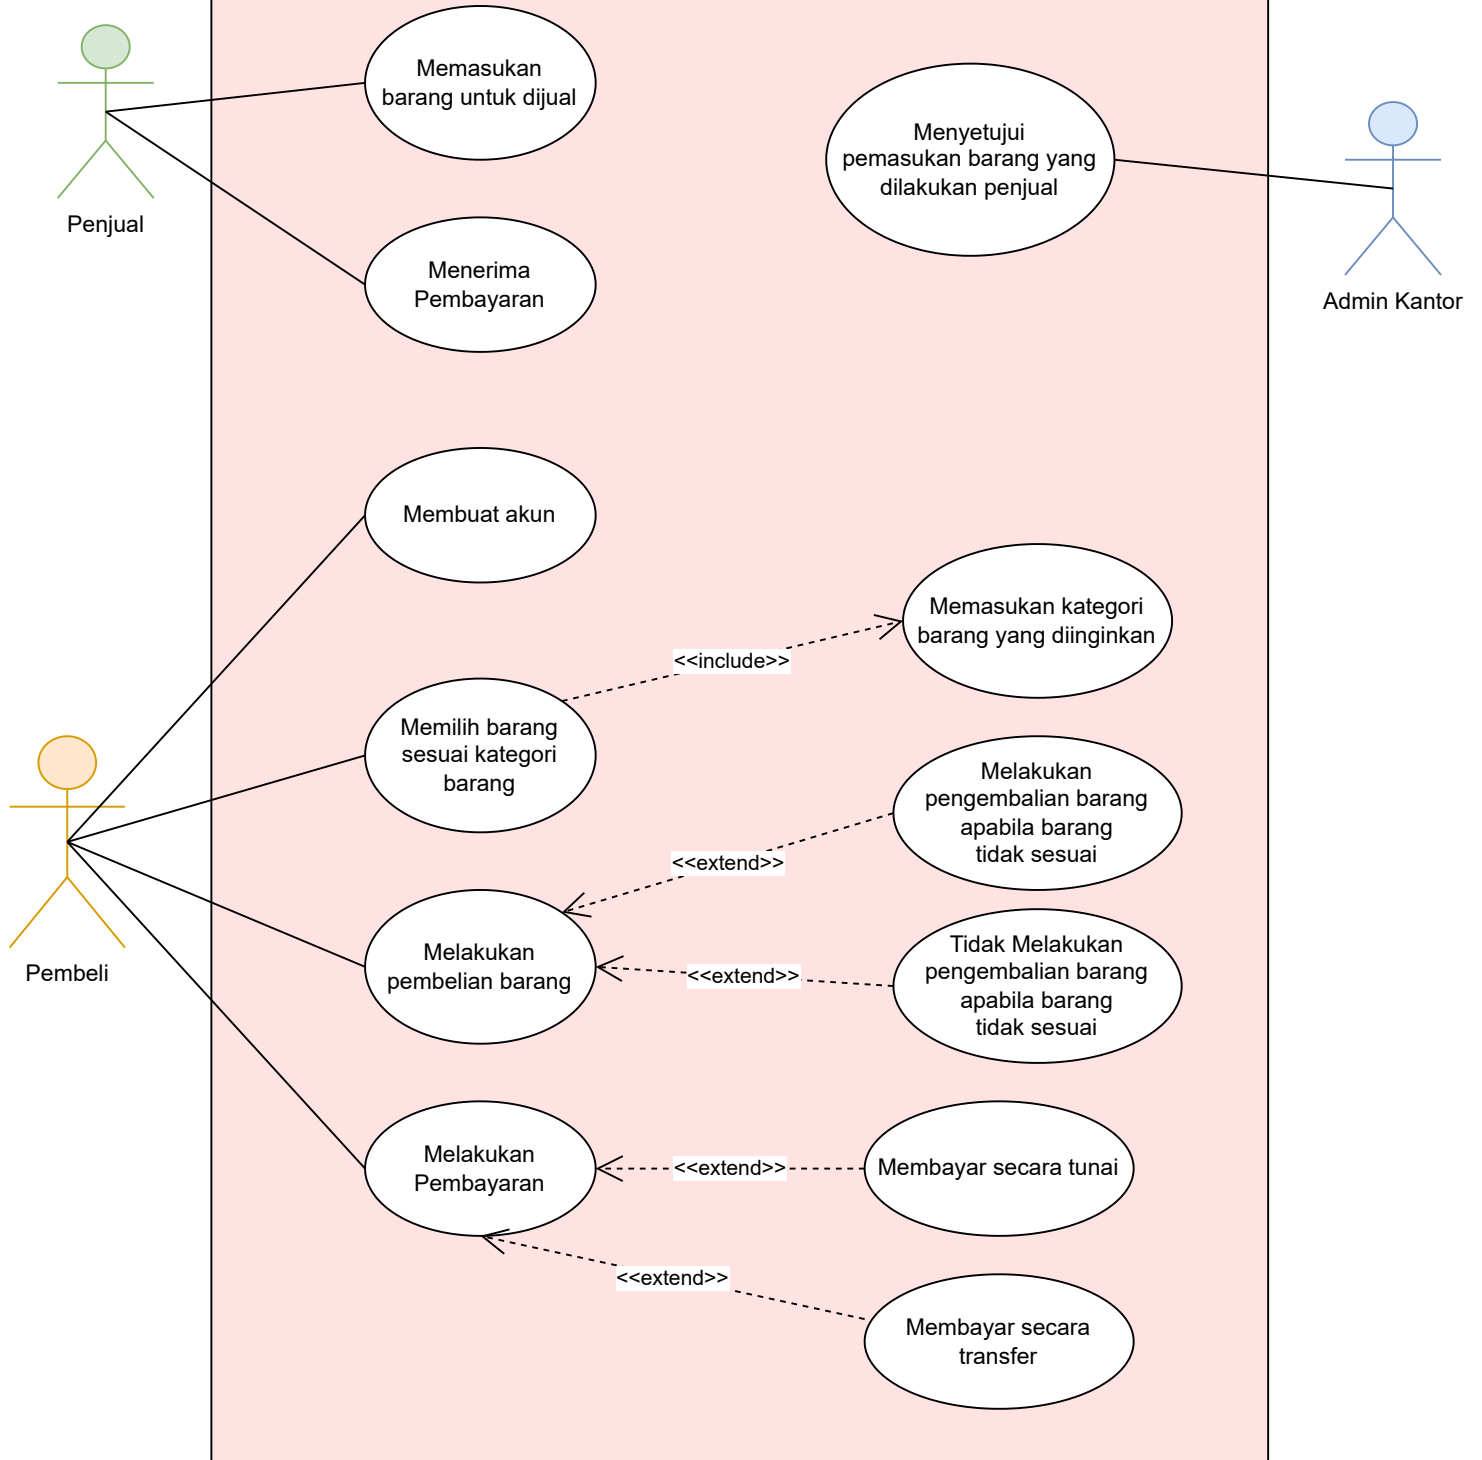 Memasukan
barang untuk dijual
Menyetujui
pemasukan barang yang
dilakukan penjual
Penjual
Menerima
Pembayaran
Admin Kantor
Membuat akun
Memasukan kategori
barang yang diinginkan
<<include>>
Memilih barang
sesuai kategori
barang
Melakukan
pengembalian barang
apabila barang
tidak sesuai
<<extend>>
Pembeli
Melakukan
pembelian barang
<<extend>>
Tidak Melakukan
pengembalian barang
apabila barang
tidak sesuai
Melakukan
Pembayaran
<<extend>>
Membayar secara tunai
<<extend>>
Membayar secara
transfer